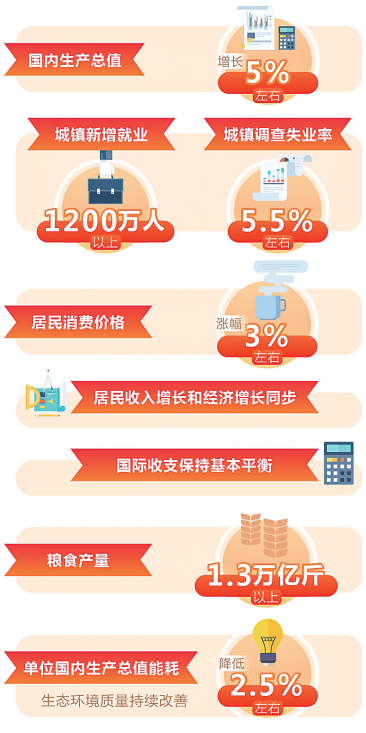 国内生产总值
增长
5%
左右
城镇新增就业
1200万人
以上
城镇调查失业率
5.5%
左右
居民消费价格
涨幅
3%
左右
居民收入增长和经济增长同步
国际收支保持基本平衡
粮食产量
1.3万亿斤
以上
单位国内生产总值能耗
降低
2.5%
左右
生态环境质量持续改善